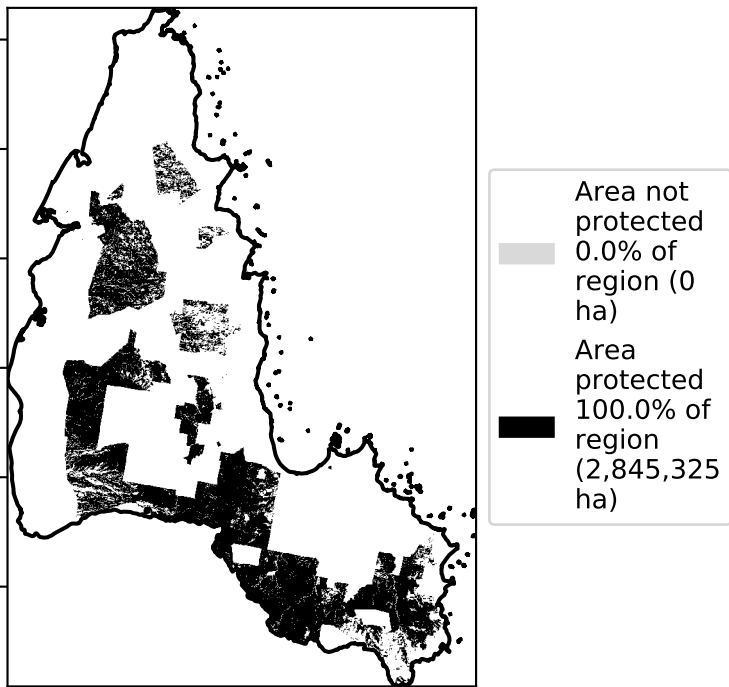 Area not
protected
0.0% of
region (0
ha)
Area
protected
100.0% of
region
(2,845,325
ha)